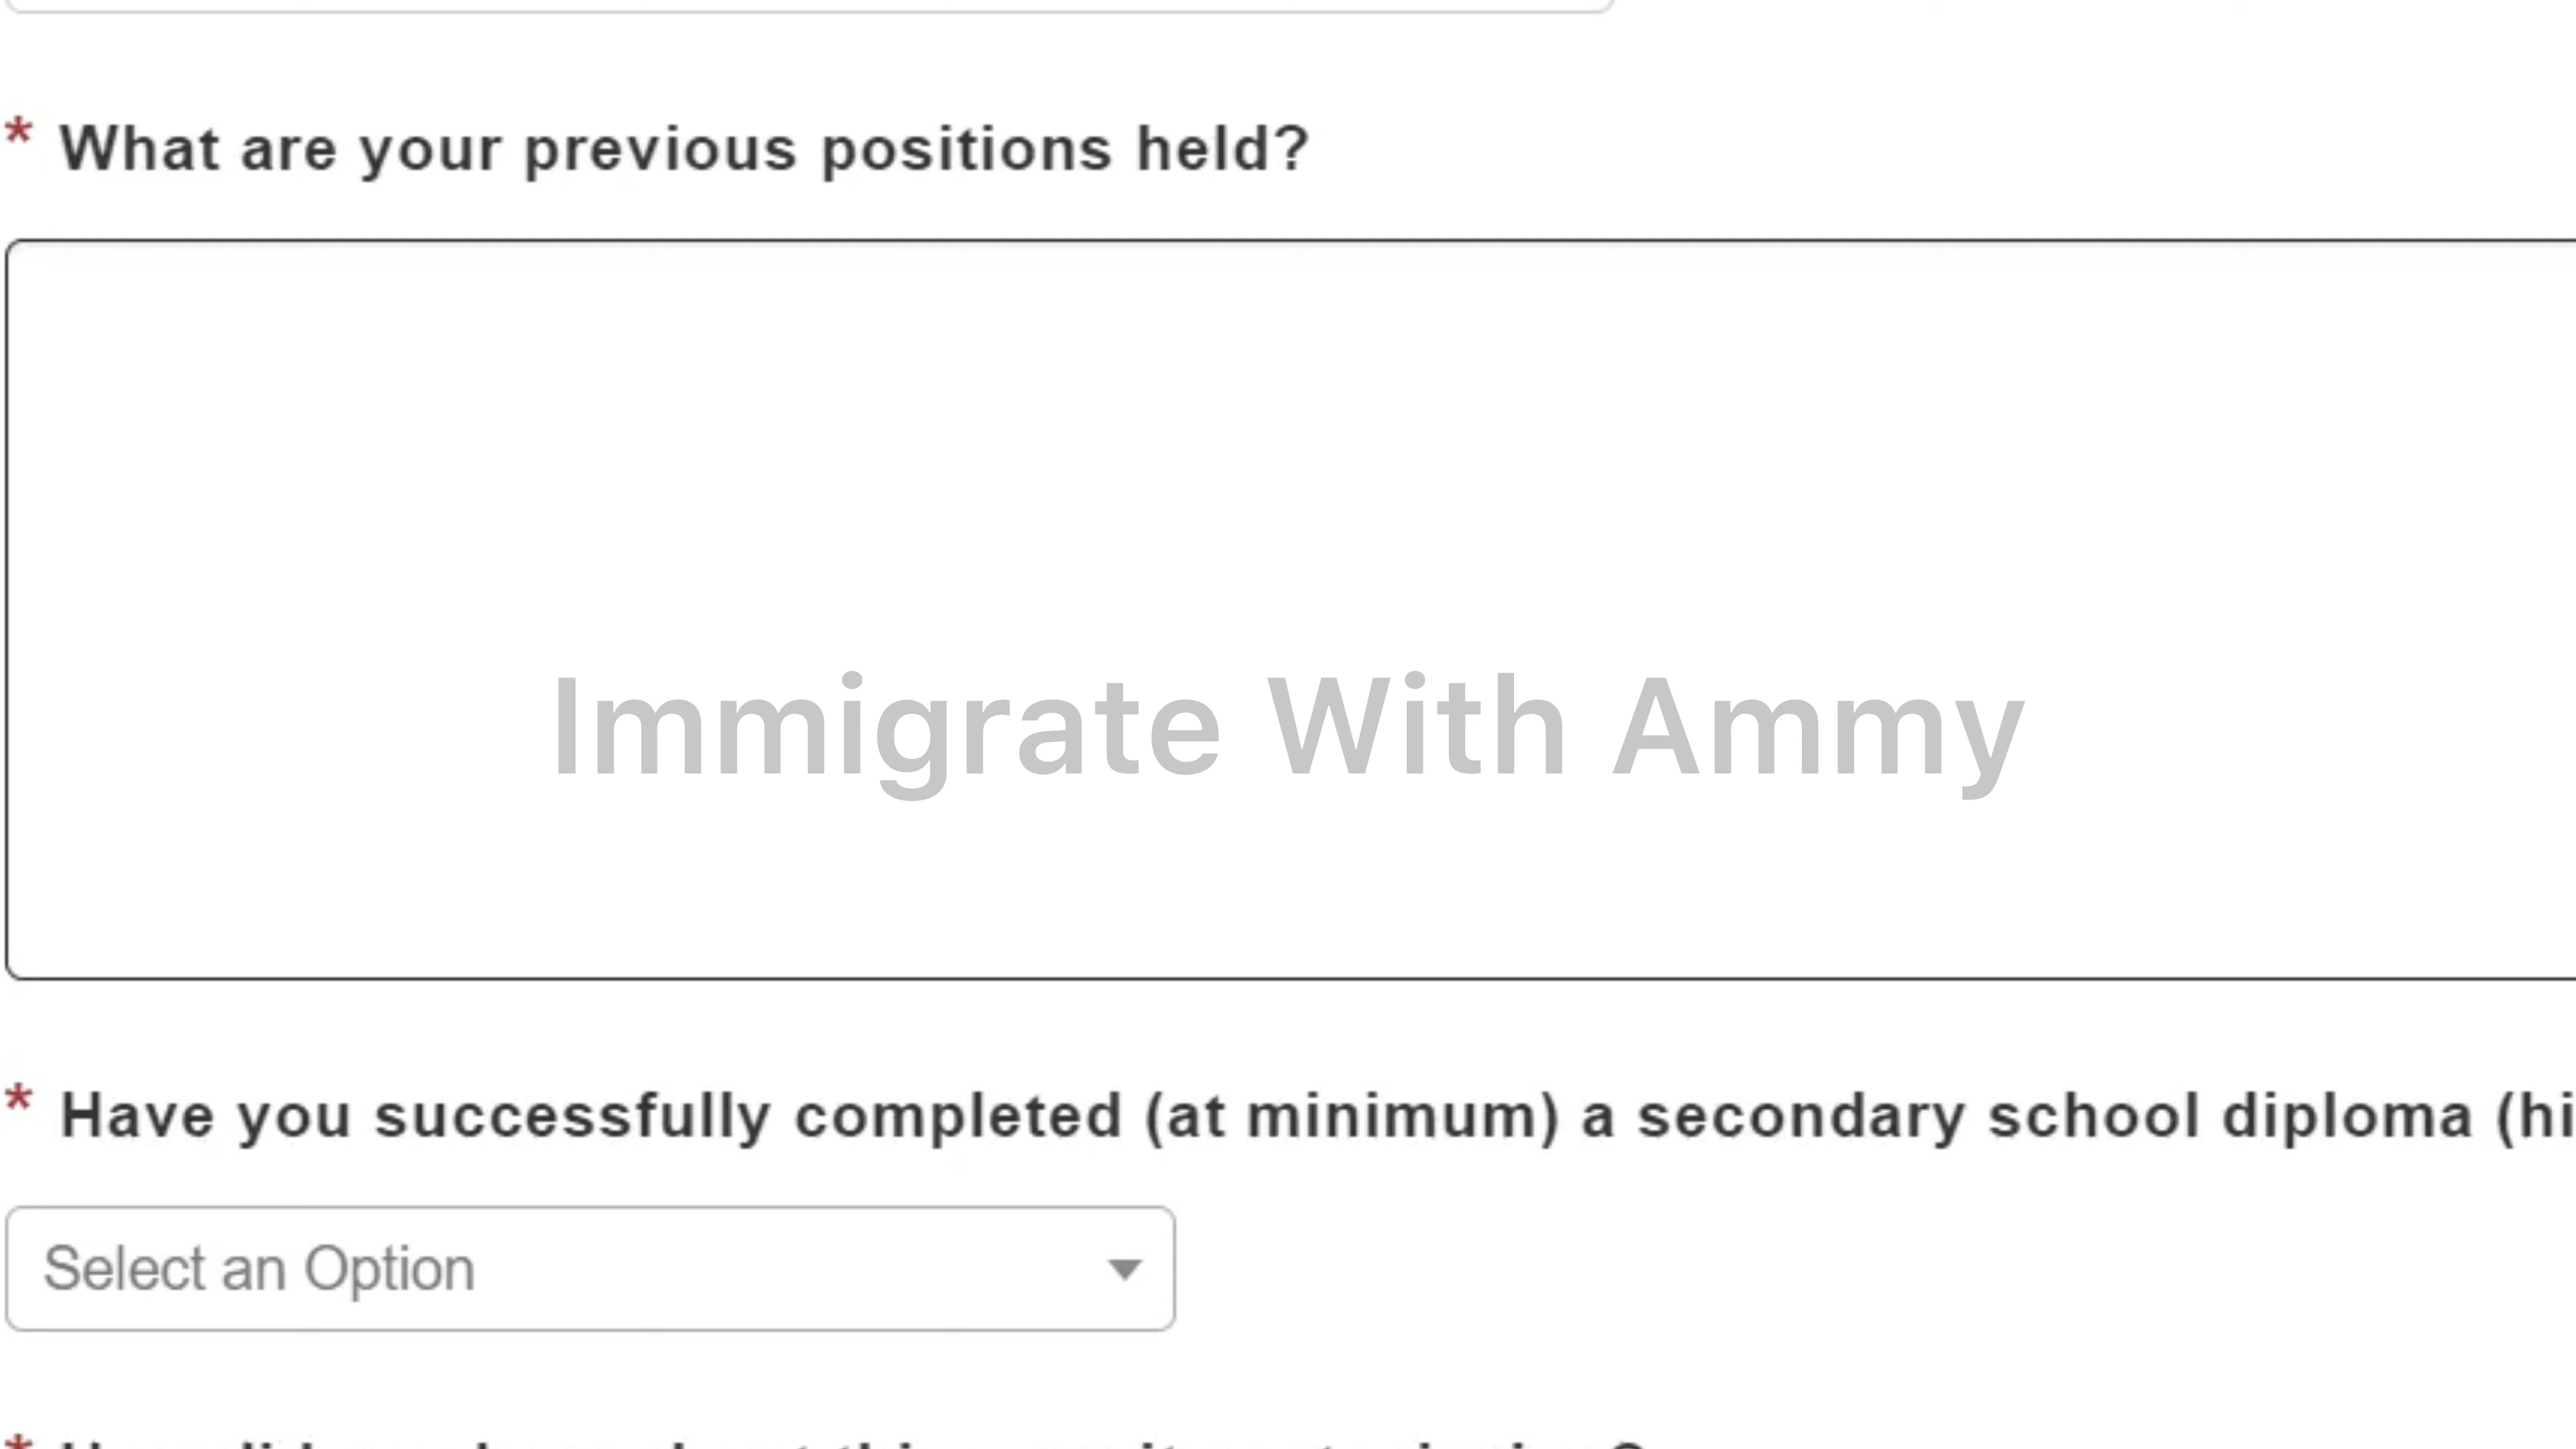 * What are your previous positions held?
Immigrate With Ammy
* Have you successfully completed (at minimum) a secondary school diploma (hi
Select an Option
*